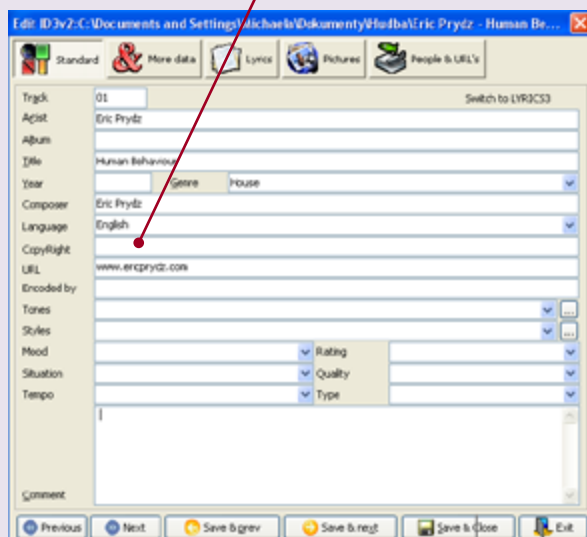 Edit ID3v2:C:\Documents and Settings\Michaela\Dokumenty\Hudba\Eric Prydz - Human Be...
Standard More data Lyrics Pictures People & URL's
Track 01 Switch to LYRICS3
Artist Eric Prydz
Album
Title Human Behaviour
Year Genre House
Composer Eric Prydz
Language English
CopyRight
URL www.ericprydz.com
Encoded by
Tones ...
Styles ...
Mood Rating
Situation Quality
Tempo Type
Comment
Previous Next Save & prev Save & next Save & Close Exit